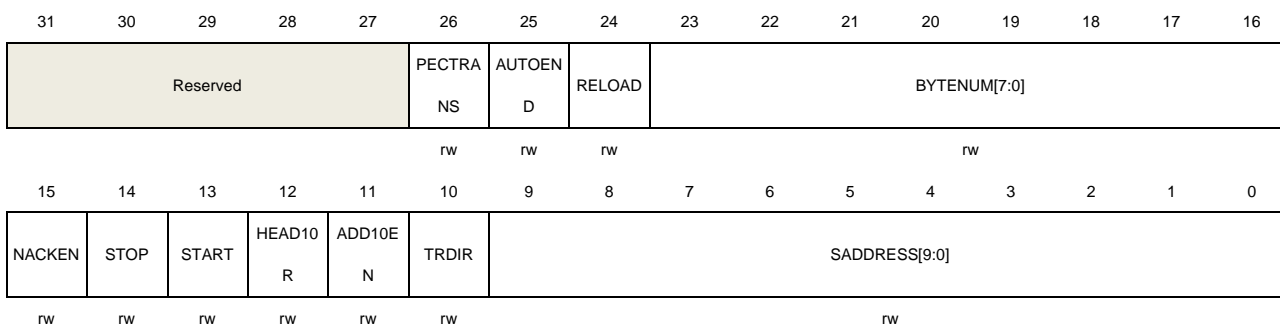 31 30 29 28 27 26 25 24 23 22 21 20 19 18 17 16
Reserved
PECTRA
NS
AUTOEN
D
RELOAD
BYTENUM[7:0]
rw rw rw rw
15 14 13 12 11 10 9 8 7 6 5 4 3 2 1 0
NACKEN
STOP
START
HEAD10
R
ADD10E
N
TRDIR
SADDRESS[9:0]
rw rw rw rw rw rw rw